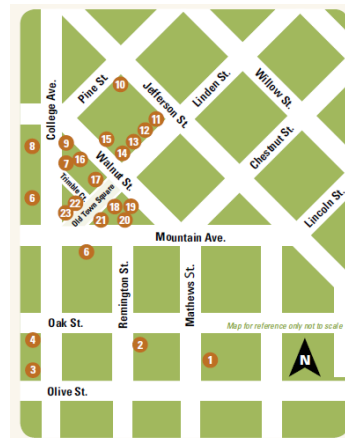 College Ave.
Pine St.
10
Jefferson St.
Linden St.
Willow St.
11
12
13
14
15
8
9
7
16
Walnut St.
Chestnut St.
17
Trimble Ct.
6
Old Town Square
22
23
18
19
21
20
Lincoln St.
Mountain Ave.
6
Remington St.
Mathews St.
Oak St.
Map for reference only not to scale
4
2
1
N
3
Olive St.